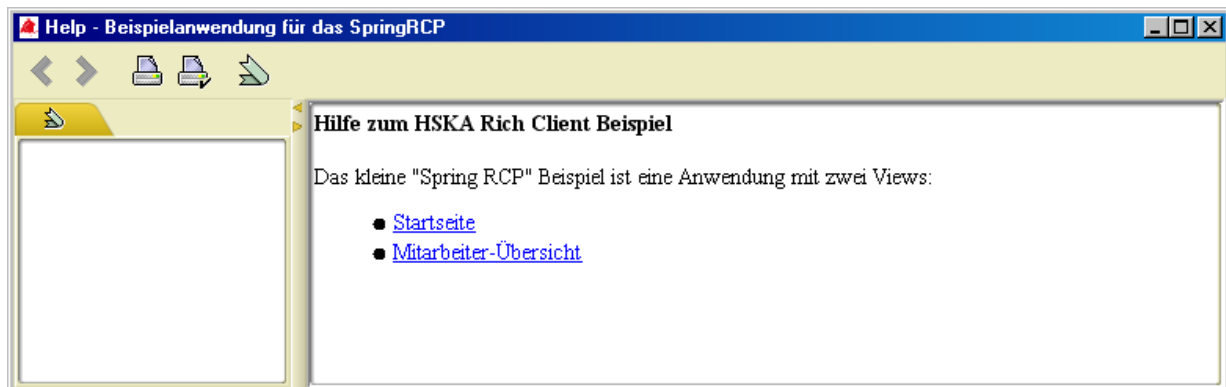 Help - Beispielanwendung für das SpringRCP
Hilfe zum HSKA Rich Client Beispiel
Das kleine "Spring RCP" Beispiel ist eine Anwendung mit zwei Views:
Startseite
Mitarbeiter-Übersicht